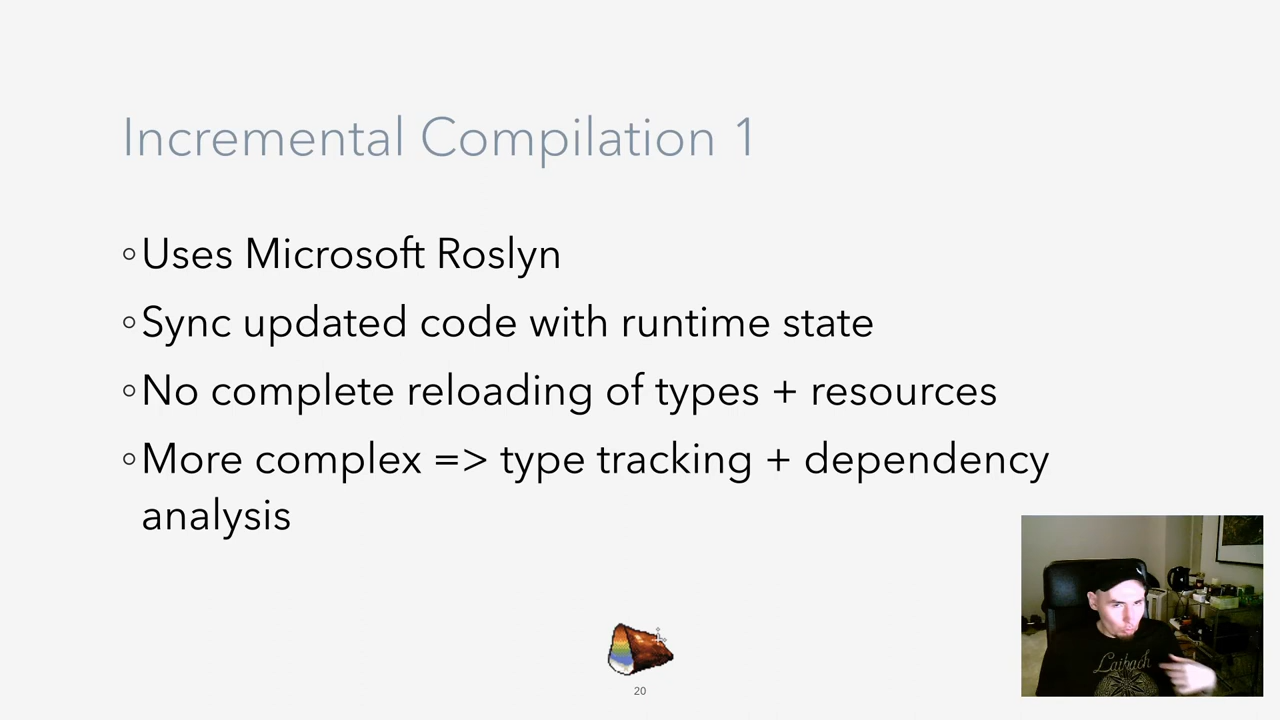 Incremental Compilation 1
◦Uses Microsoft Roslyn
◦Sync updated code with runtime state
◦No complete reloading of types + resources
◦More complex => type tracking + dependency
analysis
Laibach
20